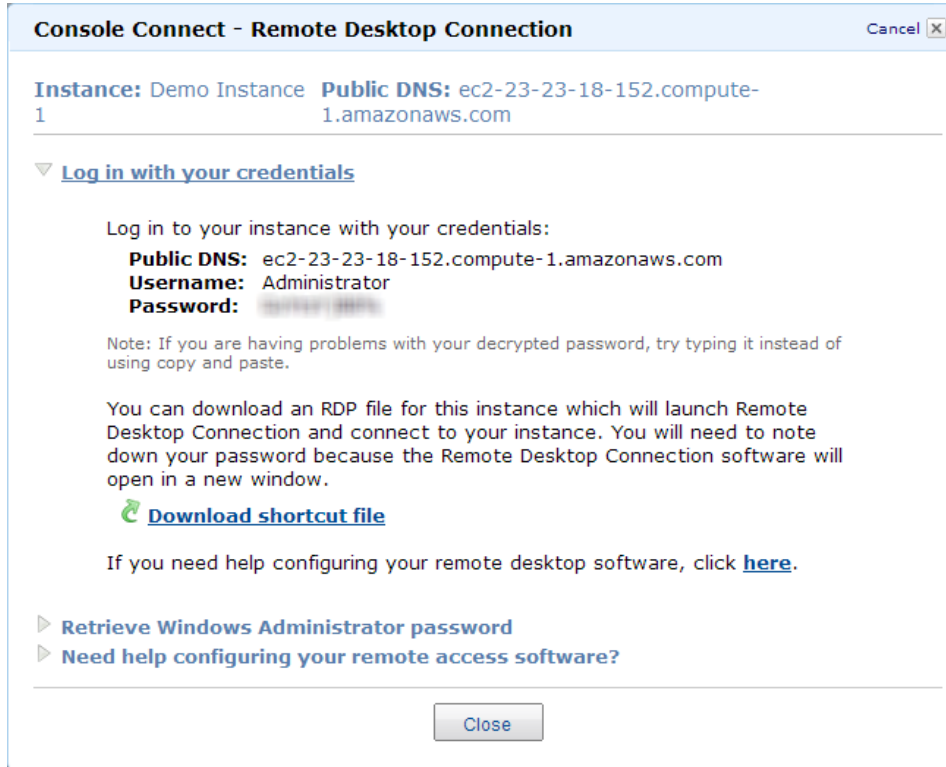 Console Connect - Remote Desktop Connection
Cancel
Instance: Demo Instance 1
Public DNS: ec2-23-23-18-152.compute-1.amazonaws.com
Log in with your credentials
Log in to your instance with your credentials:
Public DNS: ec2-23-23-18-152.compute-1.amazonaws.com
Username: Administrator
Password:
Note: If you are having problems with your decrypted password, try typing it instead of
using copy and paste.
You can download an RDP file for this instance which will launch Remote
Desktop Connection and connect to your instance. You will need to note
down your password because the Remote Desktop Connection software will
open in a new window.
Download shortcut file
If you need help configuring your remote desktop software, click here.
Retrieve Windows Administrator password
Need help configuring your remote access software?
Close